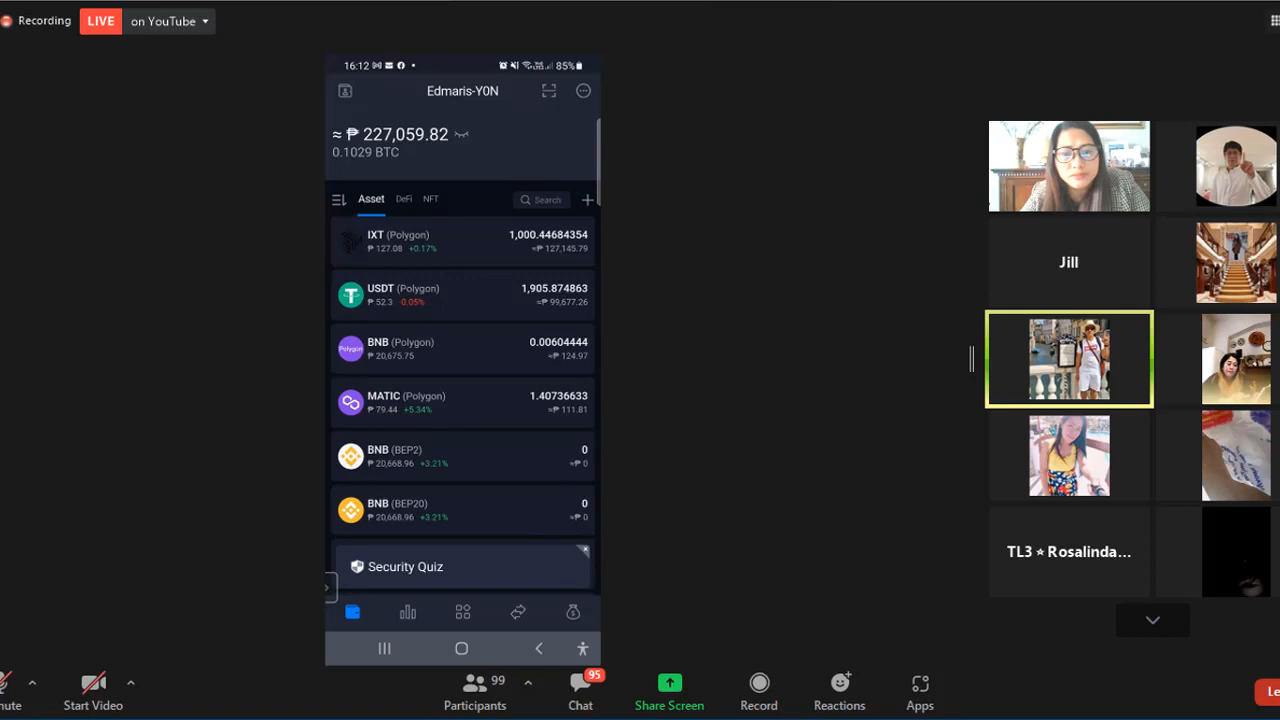 Recording
LIVE
on YouTube
16:12
85%
Edmaris-Y0N
≈ ₱ 227,059.82
0.1029 BTC
Asset
DeFi
NFT
Search
IXT (Polygon)
1,000.44684354
₱ 127.08 +0.17%
≈₱ 127,145.79
USDT (Polygon)
1,905.874863
₱ 52.3 -0.05%
≈₱ 99,677.26
BNB (Polygon)
0.00604444
Polygon
₱ 20,675.75
≈₱ 124.97
MATIC (Polygon)
1.40736633
₱ 79.44 +5.34%
≈₱ 111.81
BNB (BEP2)
0
₱ 20,668.96 +3.21%
≈₱ 0
BNB (BEP20)
0
₱ 20,668.96 +3.21%
≈₱ 0
Security Quiz
Jill
TL3 ⭐ Rosalinda...
nute
Start Video
99
Participants
95
Chat
Share Screen
Record
Reactions
Apps
Le